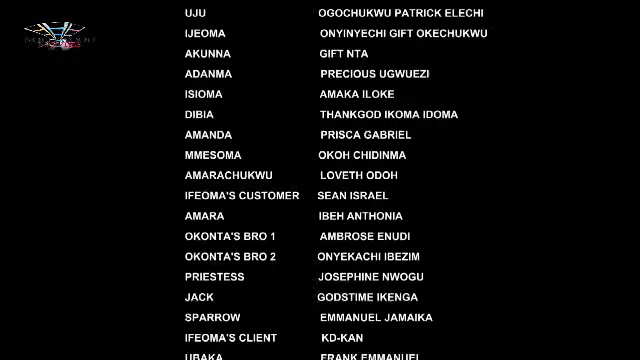 UJU OGOCHUKWU PATRICK ELECHI
IJEOMA ONYINYECHI GIFT OKECHUKWU
AKUNNA GIFT NTA
ADANMA PRECIOUS UGWUEZI
ISIOMA AMAKA ILOKE
DIBIA THANKGOD IKOMA IDOMA
AMANDA PRISCA GABRIEL
MMESOMA OKOH CHIDINMA
AMARACHUKWU LOVETH ODOH
IFEOMA'S CUSTOMER SEAN ISRAEL
AMARA IBEH ANTHONIA
OKONTA'S BRO 1 AMBROSE ENUDI
OKONTA'S BRO 2 ONYEKACHI IBEZIM
PRIESTESS JOSEPHINE NWOGU
JACK GODSTIME IKENGA
SPARROW EMMANUEL JAMAIKA
IFEOMA'S CLIENT KD-KAN
UBAKA FRANK EMMANUEL